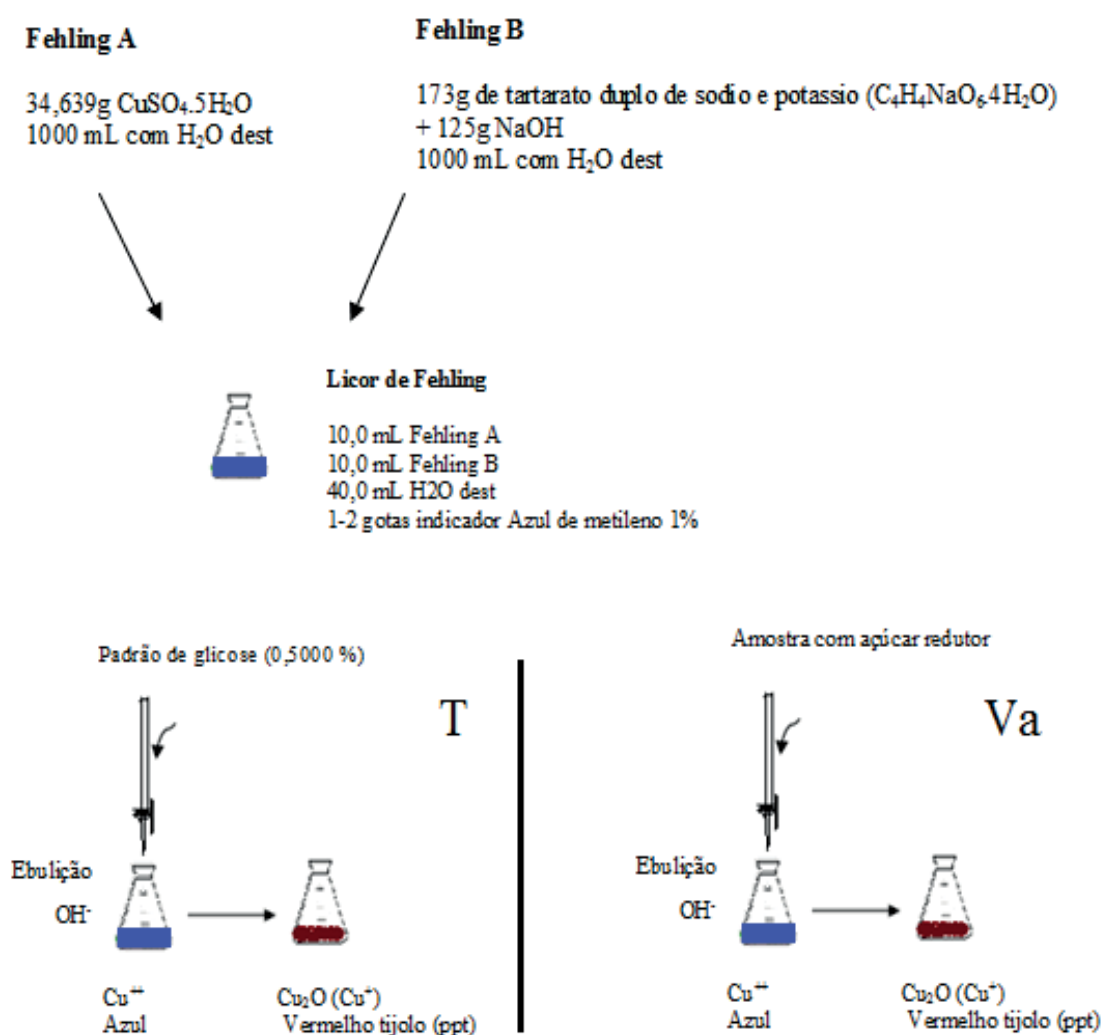 Fehling A
34,639g CuSO₄.5H₂O
1000 mL com H₂O dest
Fehling B
173g de tartarato duplo de sodio e potassio (C₄H₄NaO₆.4H₂O)
+ 125g NaOH
1000 mL com H₂O dest
Licor de Fehling
10,0 mL Fehling A
10,0 mL Fehling B
40,0 mL H2O dest
1-2 gotas indicador Azul de metileno 1%
Padrão de glicose (0,5000 %)
T
Ebulição
OH⁻
Cu⁺⁺
Azul
Cu₂O (Cu⁺)
Vermelho tijolo (ppt)
Amostra com açúcar redutor
Va
Ebulição
OH⁻
Cu⁺⁺
Azul
Cu₂O (Cu⁺)
Vermelho tijolo (ppt)